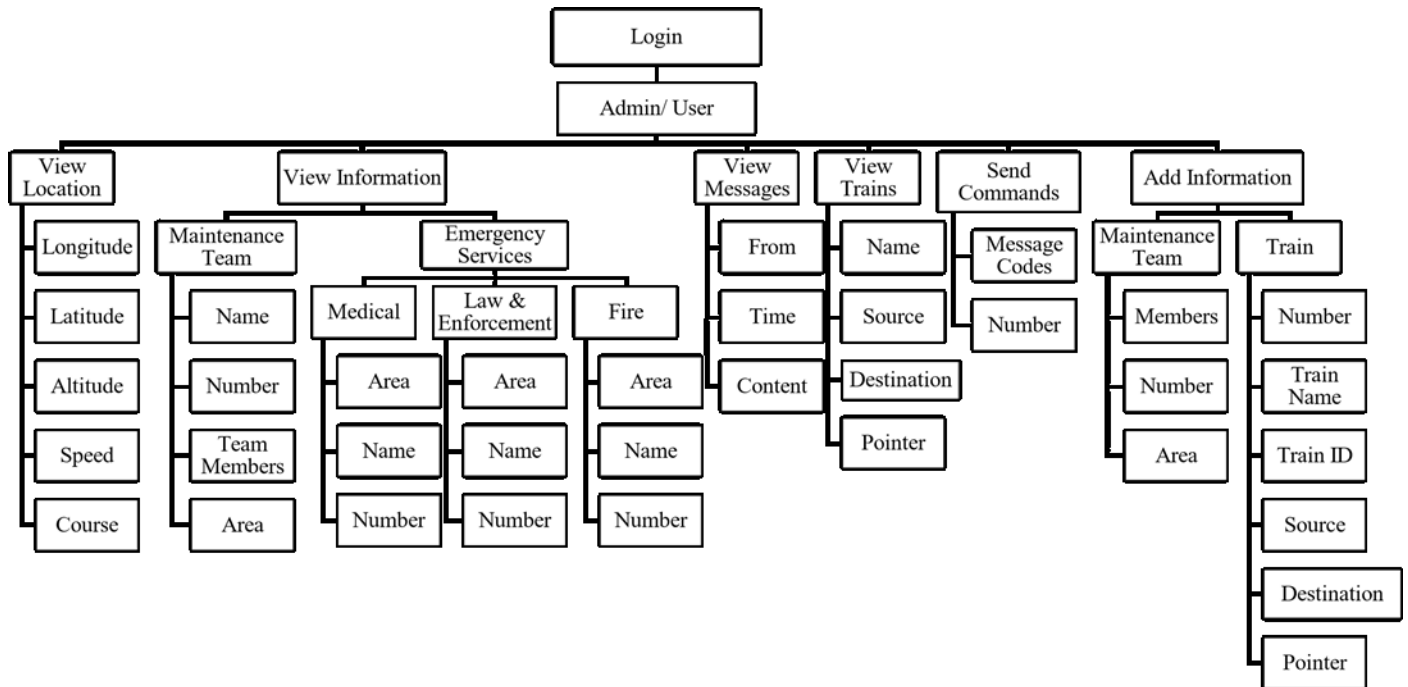 Login
Admin/ User
View
Location
View Information
View
Messages
View
Trains
Send
Commands
Add Information
Longitude
Latitude
Altitude
Speed
Course
Maintenance
Team
Name
Number
Team
Members
Area
Emergency
Services
Medical
Area
Name
Number
Law &
Enforcement
Area
Name
Number
Fire
Area
Name
Number
From
Time
Content
Name
Source
Destination
Pointer
Message
Codes
Number
Maintenance
Team
Members
Number
Area
Train
Number
Train
Name
Train ID
Source
Destination
Pointer